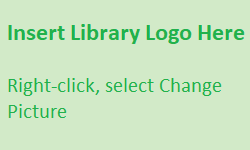 Insert Library Logo Here
Right-click, select Change
Picture